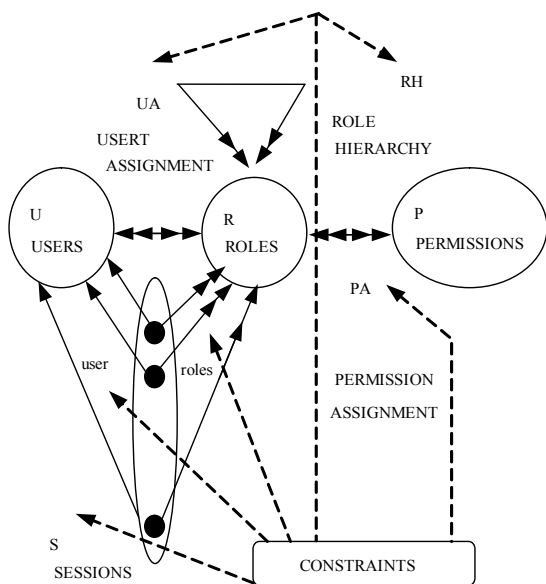 RH
UA
ROLE
HIERARCHY
USERT
ASSIGNMENT
U
USERS
R
ROLES
P
PERMISSIONS
PA
user
roles
PERMISSION
ASSIGNMENT
S
SESSIONS
CONSTRAINTS